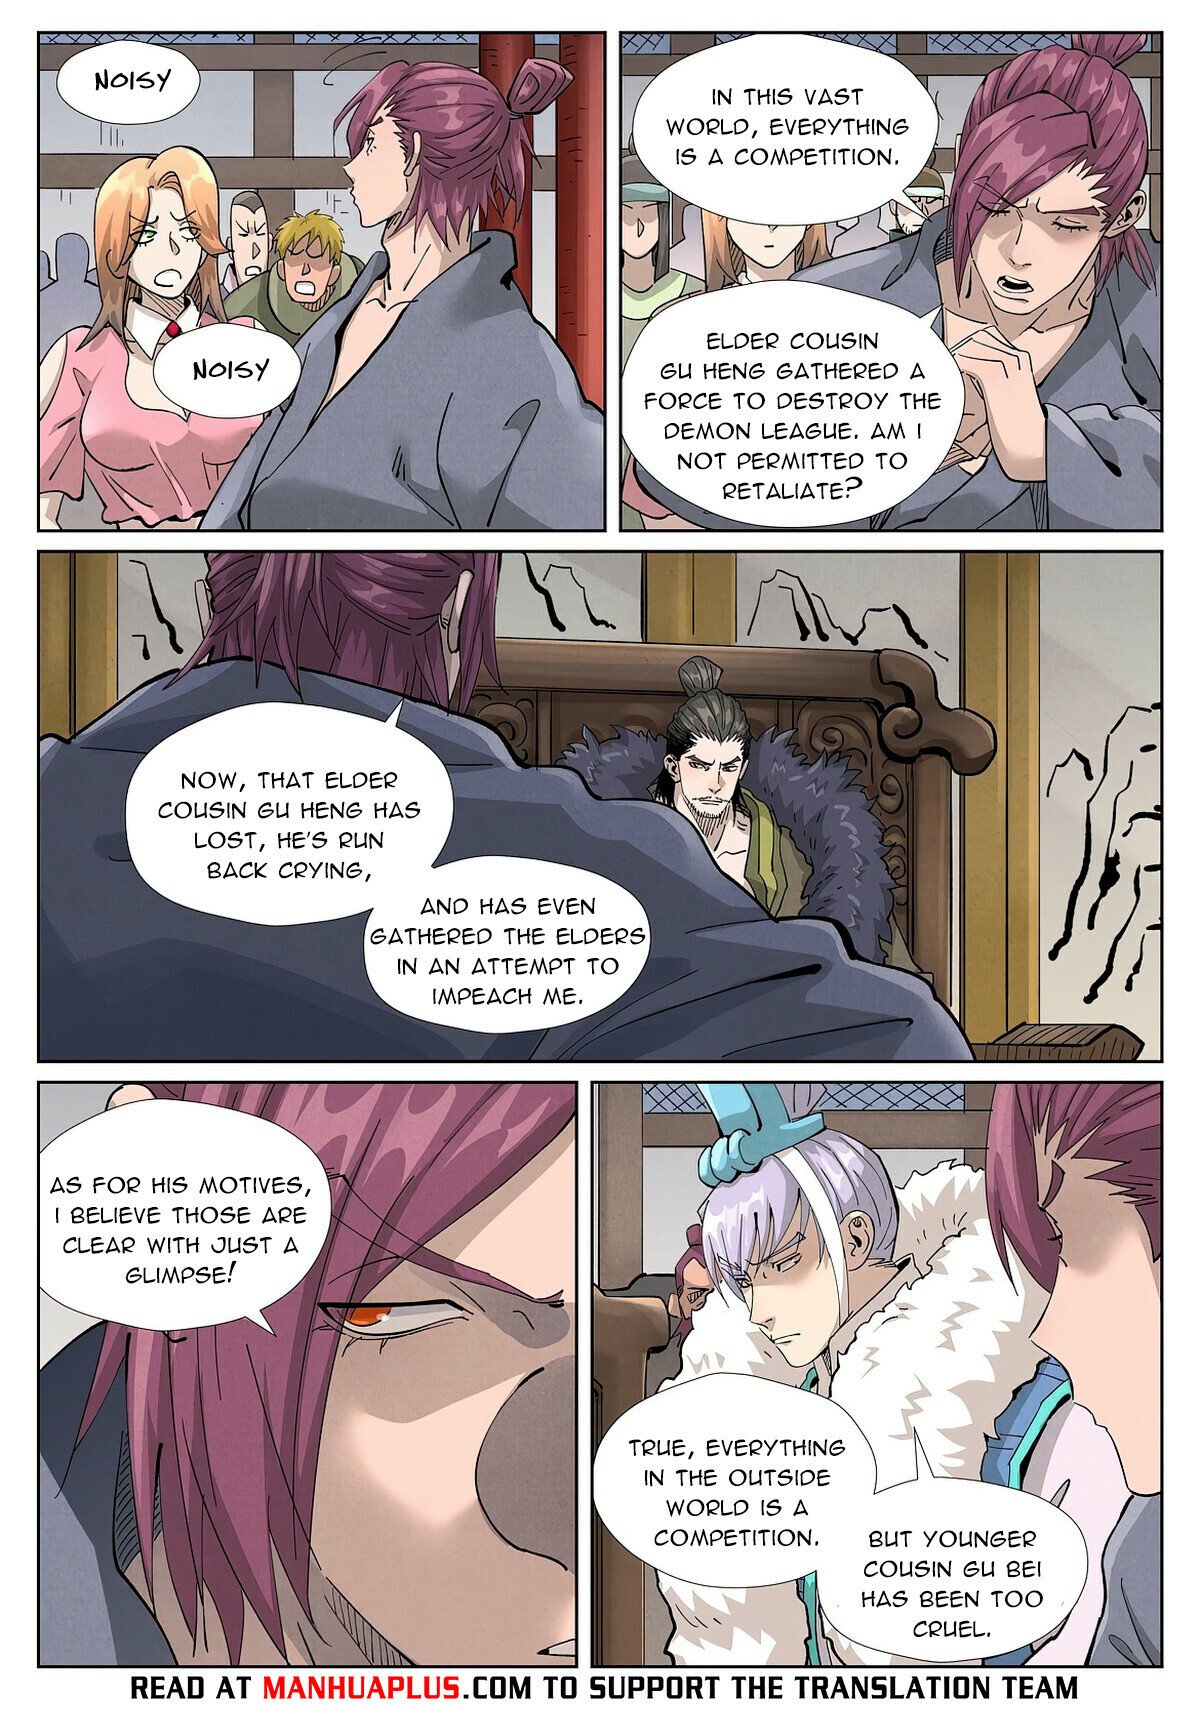 NOISY
NOISY
IN THIS VAST
WORLD, EVERYTHING
IS A COMPETITION.
ELDER COUSIN
GU HENG GATHERED A
FORCE TO DESTROY THE
DEMON LEAGUE. AM I
NOT PERMITTED TO
RETALIATE?
NOW, THAT ELDER
COUSIN GU HENG HAS
LOST, HE'S RUN
BACK CRYING,
AND HAS EVEN
GATHERED THE ELDERS
IN AN ATTEMPT TO
IMPEACH ME.
AS FOR HIS MOTIVES,
I BELIEVE THOSE ARE
CLEAR WITH JUST A
GLIMPSE!
TRUE, EVERYTHING
IN THE OUTSIDE
WORLD IS A
COMPETITION.
BUT YOUNGER
COUSIN GU BEI
HAS BEEN TOO
CRUEL.
READ AT MANHUAPLUS.COM TO SUPPORT THE TRANSLATION TEAM